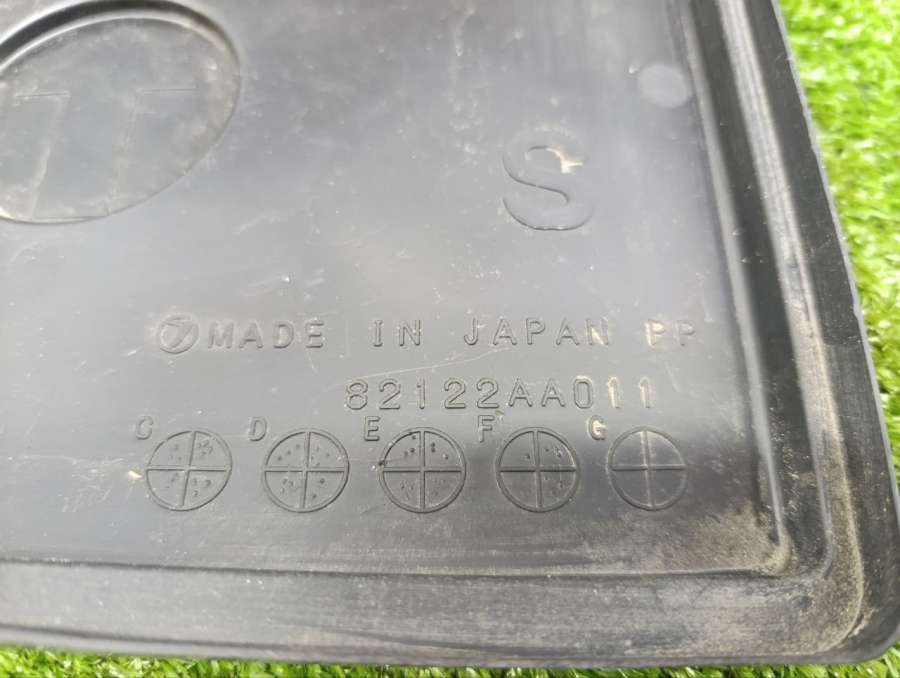 S
MADE IN JAPAN PP
82122AA011
C D E F G